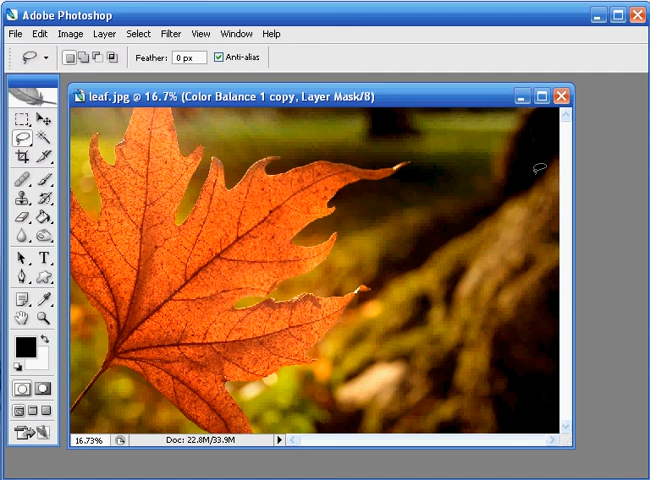 Adobe Photoshop
File Edit Image Layer Select Filter View Window Help
Feather: 0 px Anti-alias
leaf.jpg @ 16.7% (Color Balance 1 copy, Layer Mask/8)
T
16.73% Doc: 22.8M/33.9M